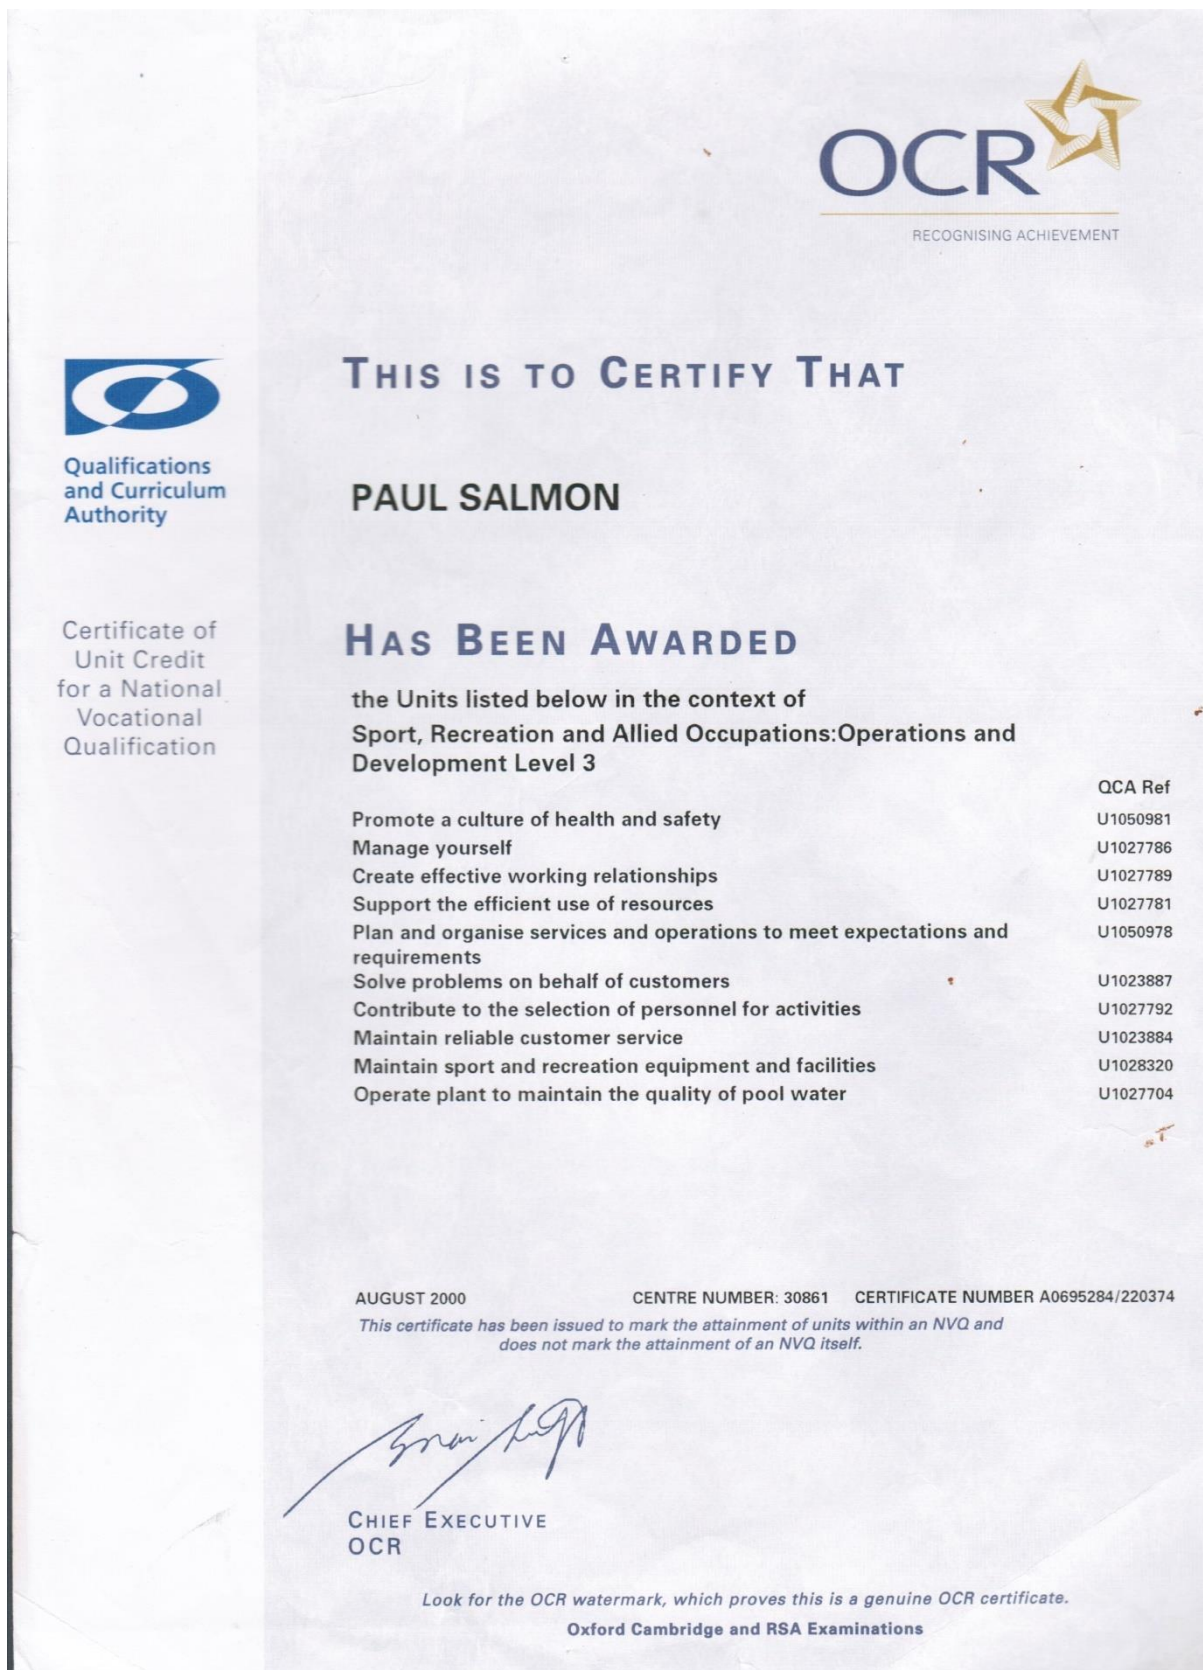 OCR
RECOGNISING ACHIEVEMENT
Qualifications
and Curriculum
Authority
Certificate of
Unit Credit
for a National
Vocational
Qualification
THIS IS TO CERTIFY THAT
PAUL SALMON
HAS BEEN AWARDED
the Units listed below in the context of
Sport, Recreation and Allied Occupations:Operations and
Development Level 3
QCA Ref
Promote a culture of health and safety U1050981
Manage yourself U1027786
Create effective working relationships U1027789
Support the efficient use of resources U1027781
Plan and organise services and operations to meet expectations and U1050978
requirements
Solve problems on behalf of customers U1023887
Contribute to the selection of personnel for activities U1027792
Maintain reliable customer service U1023884
Maintain sport and recreation equipment and facilities U1028320
Operate plant to maintain the quality of pool water U1027704
AUGUST 2000 CENTRE NUMBER: 30861 CERTIFICATE NUMBER A0695284/220374
This certificate has been issued to mark the attainment of units within an NVQ and
does not mark the attainment of an NVQ itself.
CHIEF EXECUTIVE
OCR
Look for the OCR watermark, which proves this is a genuine OCR certificate.
Oxford Cambridge and RSA Examinations